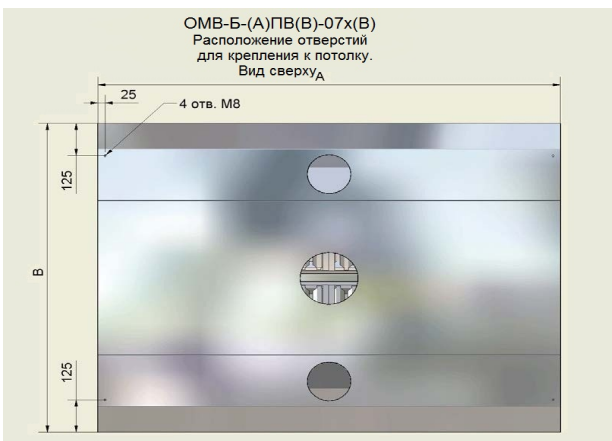 ОМВ-Б-(А)ПВ(В)-07х(В)
Расположение отверстий
для крепления к потолку.
Вид сверху
А
25
4 отв. М8
125
В
125